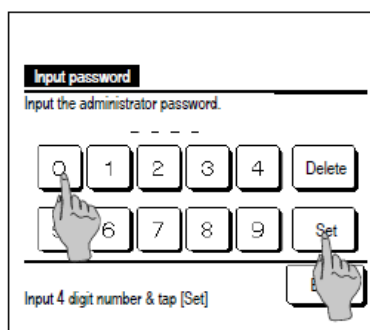 Input password
Input the administrator password.
_ _ _ _
0 1 2 3 4 Delete
6 7 8 9 Set
Input 4 digit number & tap [Set]